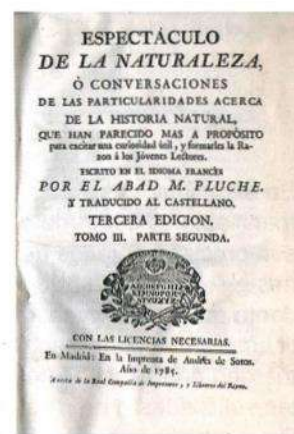 ESPECTÁCULO
DE LA NATURALEZA,
Ó CONVERSACIONES
DE LAS PARTICULARIDADES ACERCA
DE LA HISTORIA NATURAL,
QUE HAN PARECIDO MAS A PROPÓSITO
para excitar una curiosidad útil, y formarles la Ra-
zon á los Jóvenes Lectores.
ESCRITO EN EL IDIOMA FRANCÉS
POR EL ABAD M. PLUCHE.
Y TRADUCIDO AL CASTELLANO.
TERCERA EDICION.
TOMO III. PARTE SEGUNDA.
CON LAS LICENCIAS NECESARIAS.
En Madrid: En la Imprenta de Andrés de Sotos.
Año de 1785.
de la Real Compañía de Impresores, y Libreros del Reyno.